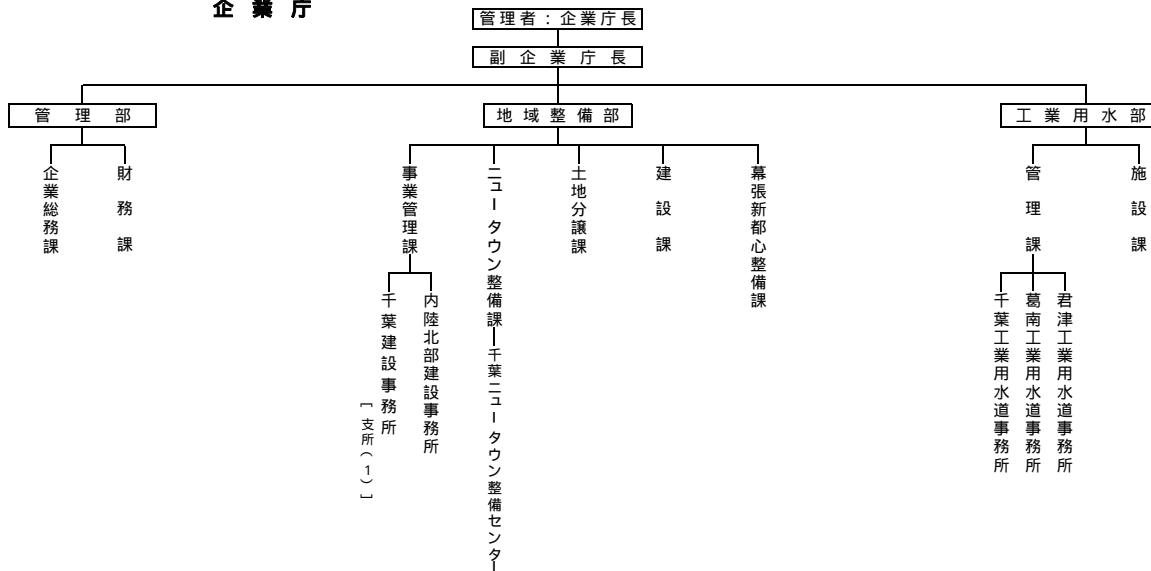 企業庁
管理者：企業庁長
副企業庁長
管理部
地域整備部
工業用水部
企業総務課
財務課
事業管理課
ニュータウン整備課
土地分譲課
建設課
幕張新都心整備課
管理課
施設課
千葉建設事務所
[支所(1)]
内陸北部建設事務所
千葉ニュータウン整備センター
千葉工業用水道事務所
葛南工業用水道事務所
君津工業用水道事務所